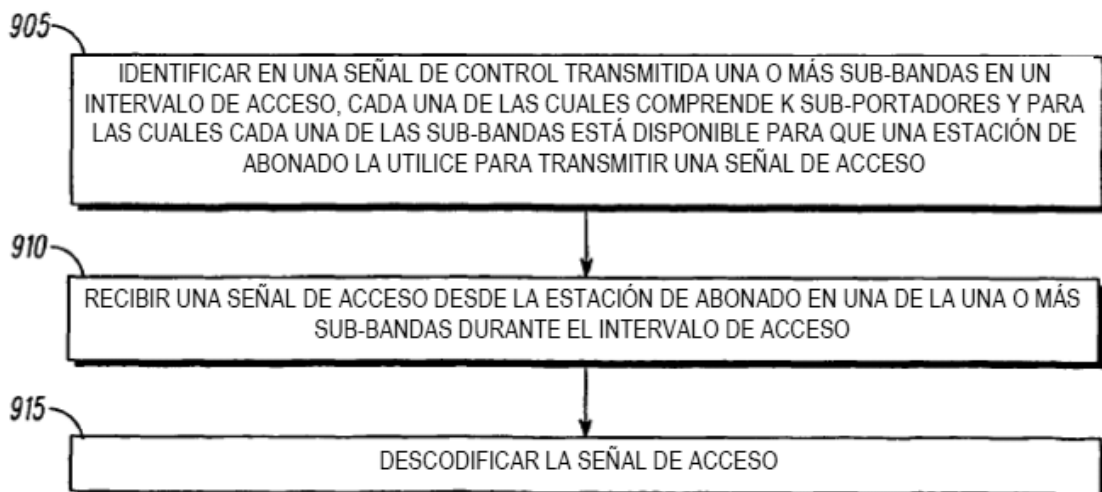 905
IDENTIFICAR EN UNA SEÑAL DE CONTROL TRANSMITIDA UNA O MÁS SUB-BANDAS EN UN
INTERVALO DE ACCESO, CADA UNA DE LAS CUALES COMPRENDE K SUB-PORTADORES Y PARA
LAS CUALES CADA UNA DE LAS SUB-BANDAS ESTÁ DISPONIBLE PARA QUE UNA ESTACIÓN DE
ABONADO LA UTILICE PARA TRANSMITIR UNA SEÑAL DE ACCESO
910
RECIBIR UNA SEÑAL DE ACCESO DESDE LA ESTACIÓN DE ABONADO EN UNA DE LA UNA O MÁS
SUB-BANDAS DURANTE EL INTERVALO DE ACCESO
915
DESCODIFICAR LA SEÑAL DE ACCESO